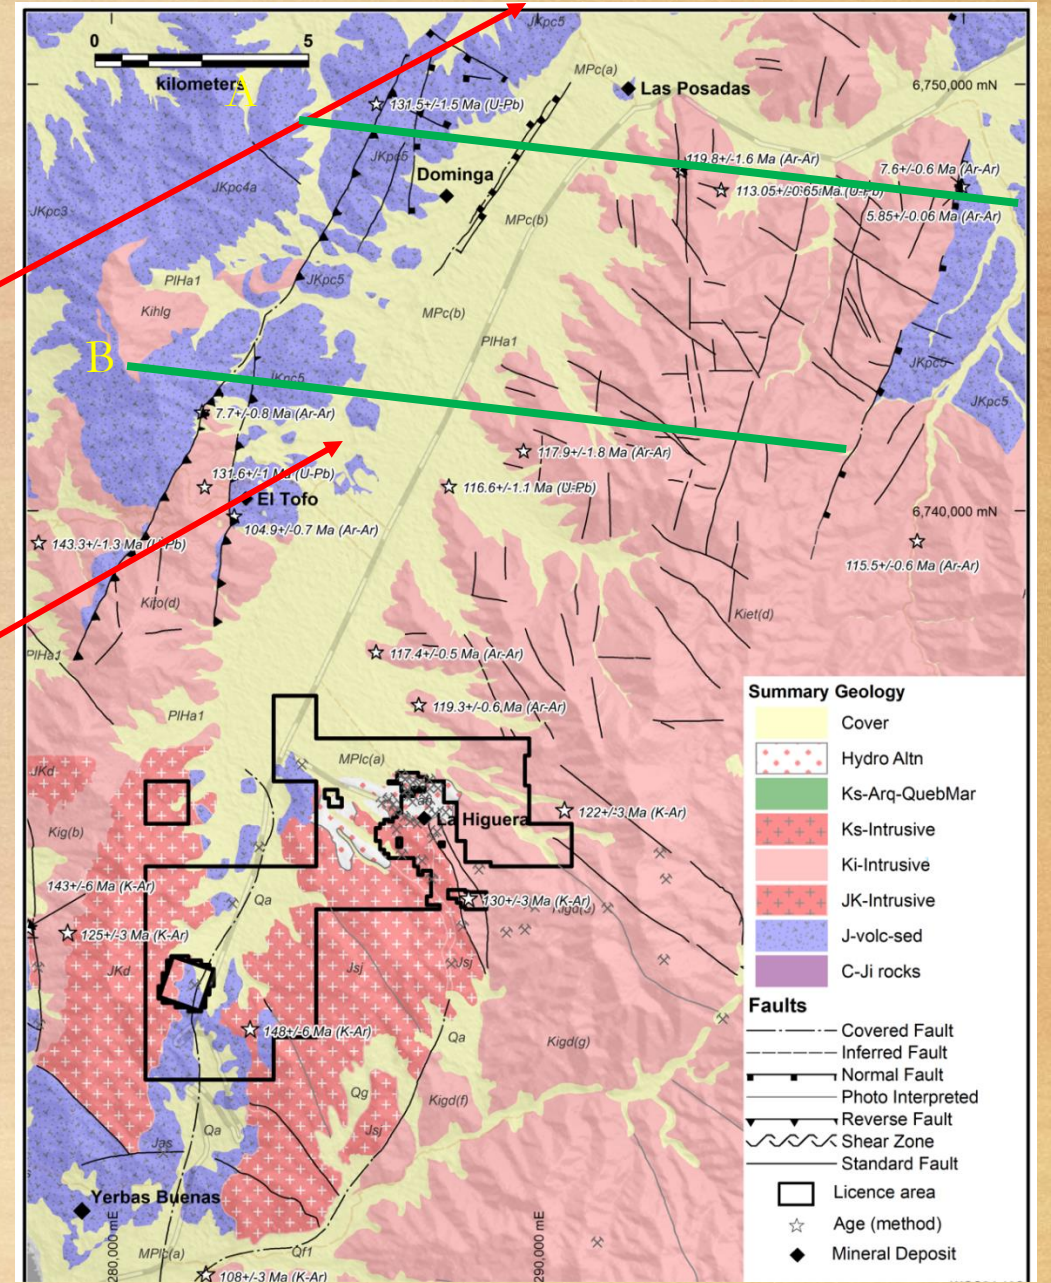 JKpc5
0 5
kilometers
A
MPc(a)
Las Posadas
6,750,000 mN
131.5+/-1.5 Ma (U-Pb)
JKpc5
119.8+/-1.6 Ma (Ar-Ar)
7.6+/-0.6 Ma (Ar-Ar)
Dominga
JKpc4a
113.05+/-0.65 Ma (U-Pb)
JKpc3
MPc(b)
5.85+/-0.06 Ma (Ar-Ar)
PlHa1
JKpc5
JKpc5
Kihlg
MPc(b)
PlHa1
B
JKpc5
JKpc5
JKpc5
7.7+/-0.8 Ma (Ar-Ar)
117.9+/-1.8 Ma (Ar-Ar)
131.6+/-1 Ma (U-Pb)
116.6+/-1.1 Ma (U-Pb)
El Tofo
6,740,000 mN
104.9+/-0.7 Ma (Ar-Ar)
143.3+/-1.3 Ma (U-Pb)
115.5+/-0.6 Ma (Ar-Ar)
Kito(d)
Kiet(d)
PlHa1
117.4+/-0.5 Ma (Ar-Ar)
119.3+/-0.6 Ma (Ar-Ar)
PlHa1
MPlc(a)
JKd
La Higuera
122+/-3 Ma (K-Ar)
Kig(b)
143+/-6 Ma (K-Ar)
Qa
130+/-3 Ma (K-Ar)
125+/-3 Ma (K-Ar)
JKd
Jsj
Jsj
148+/-6 Ma (K-Ar)
Qa
Kigd(g)
Qg
Kigd(f)
Qa
Jsj
Jas
Yerbas Buenas
MPlc(a)
Qf1
108+/-3 Ma (K-Ar)
280,000 mE
290,000 mE
Summary Geology
Cover
Hydro Altn
Ks-Arq-QuebMar
Ks-Intrusive
Ki-Intrusive
JK-Intrusive
J-volc-sed
C-Ji rocks
Faults
Covered Fault
Inferred Fault
Normal Fault
Photo Interpreted
Reverse Fault
Shear Zone
Standard Fault
Licence area
Age (method)
Mineral Deposit